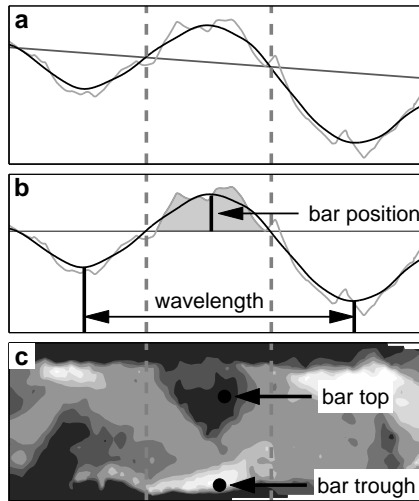 a
b
bar position
wavelength
c
bar top
bar trough